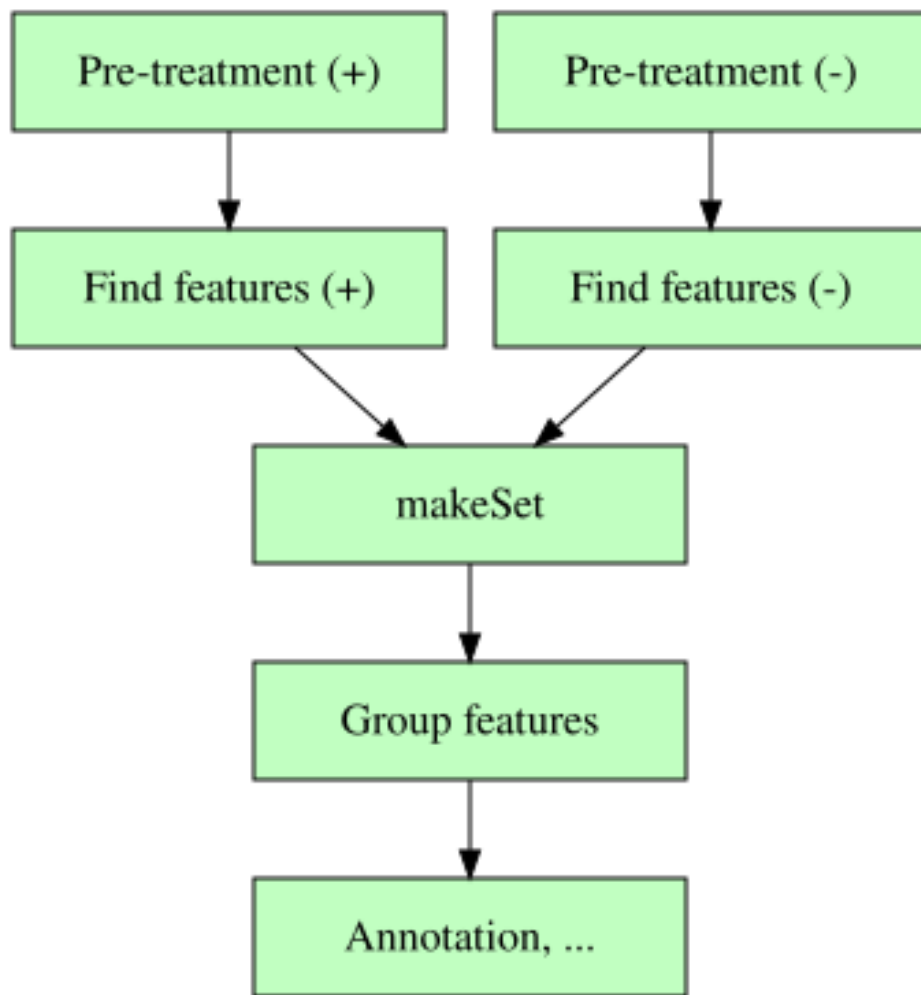 Pre-treatment (+)
Pre-treatment (-)
Find features (+)
Find features (-)
makeSet
Group features
Annotation, ...